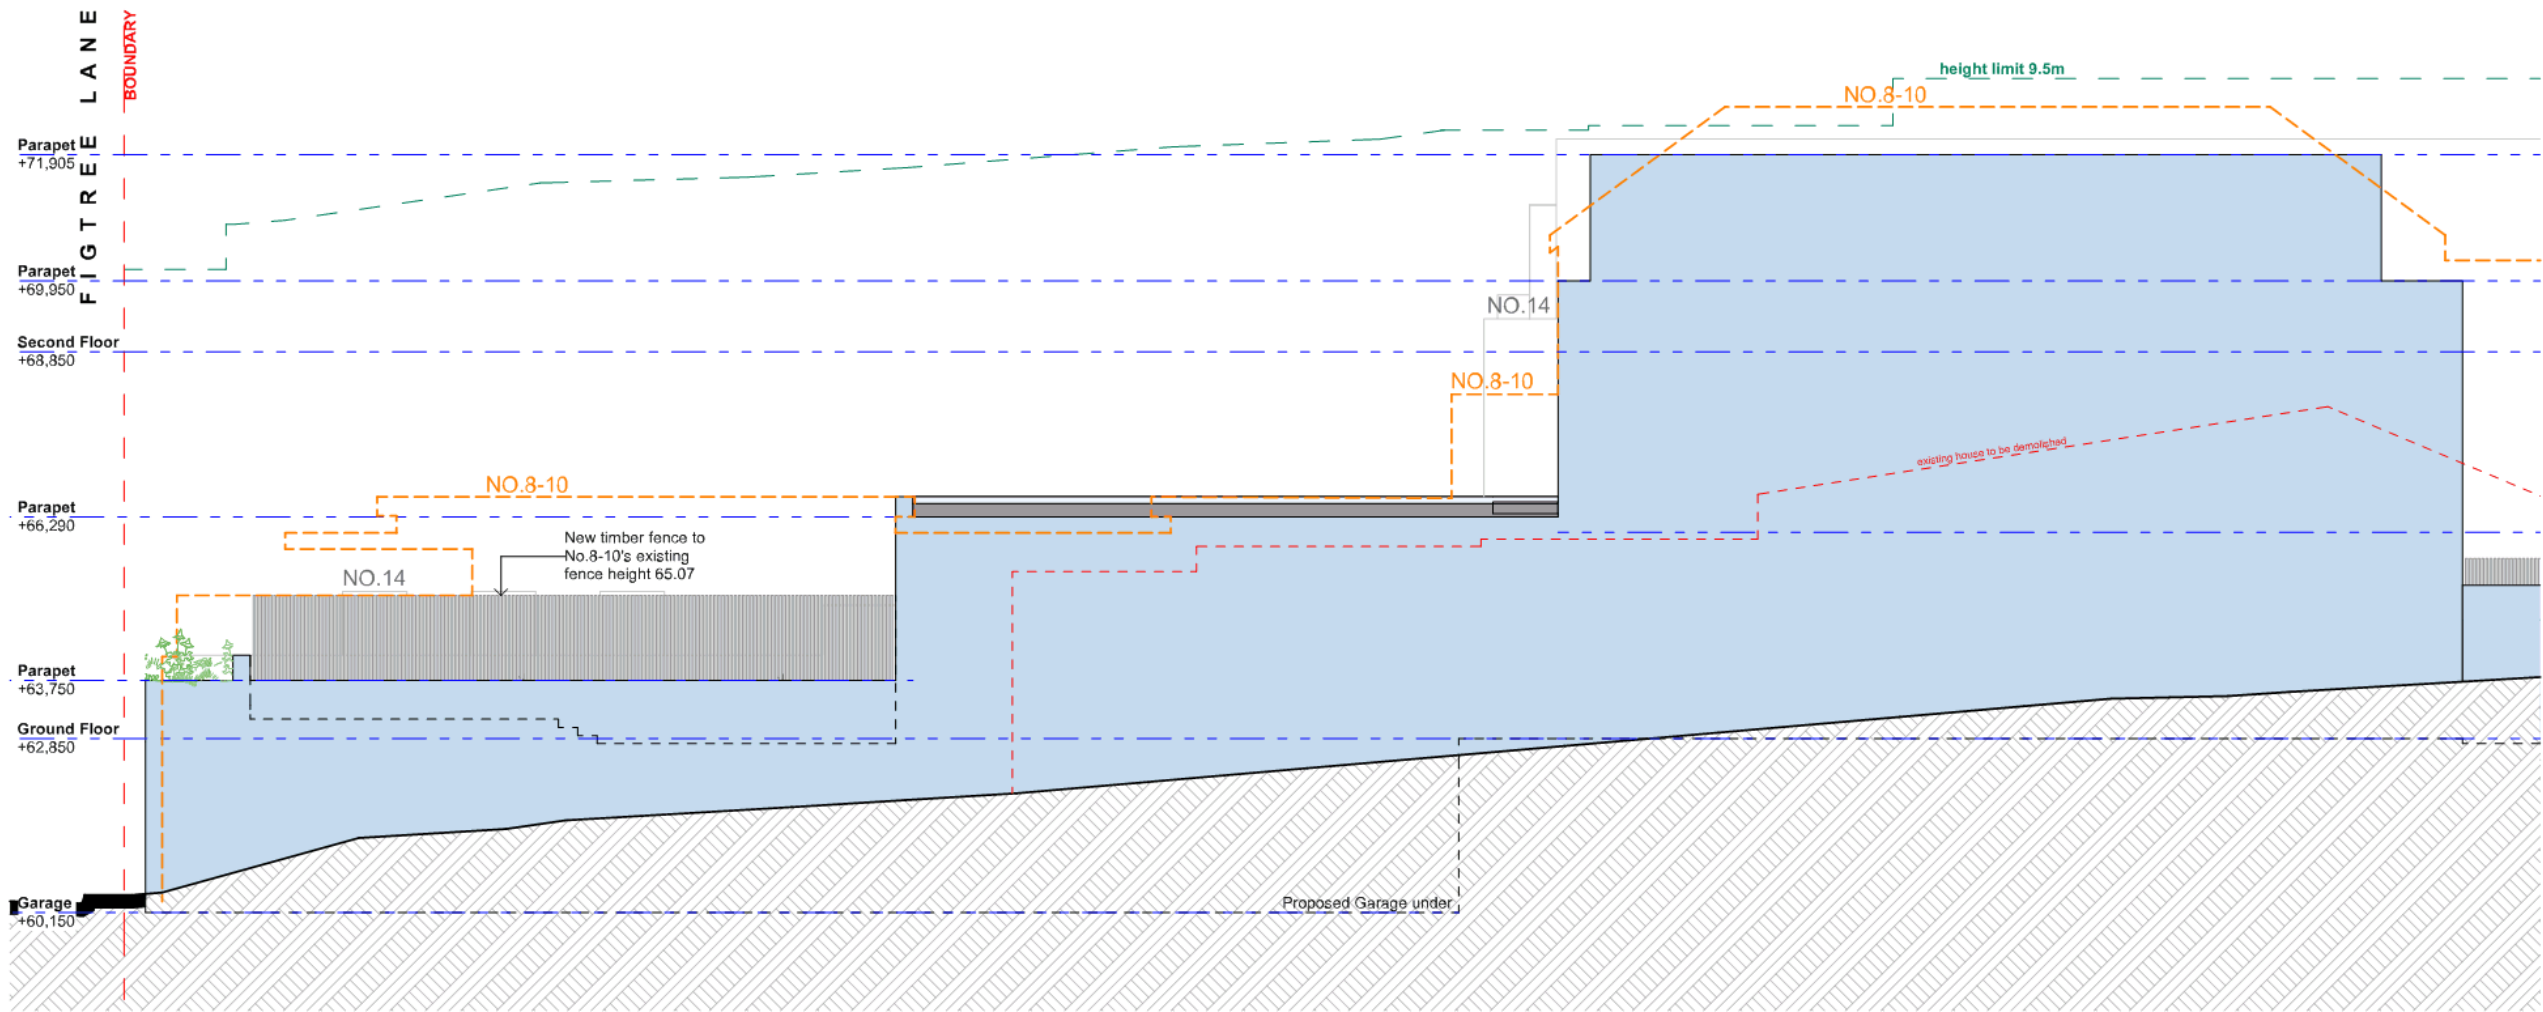 FIGTREE LANE
BOUNDARY
height limit 9.5m
NO.8-10
Parapet
+71,905
Parapet
+69,950
NO.14
Second Floor
+68,850
NO.8-10
existing house to be demolished
NO.8-10
Parapet
+66,290
New timber fence to
No.8-10's existing
fence height 65.07
NO.14
Parapet
+63,750
Ground Floor
+62,850
Garage
+60,150
Proposed Garage under